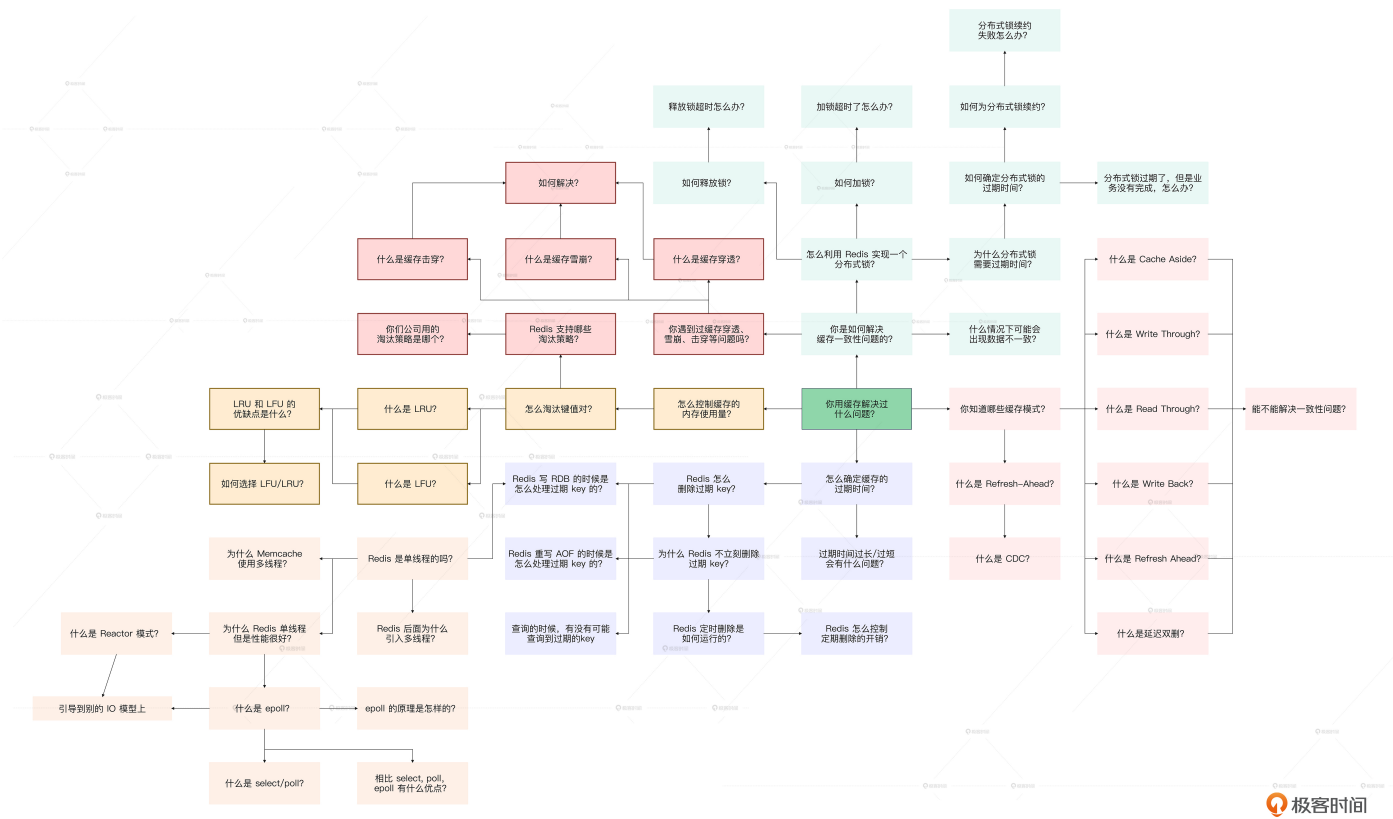 分布式锁续约
失败怎么办?
释放锁超时怎么办?
加锁超时了怎么办?
如何为分布式锁续约?
如何解决?
如何释放锁?
如何加锁?
如何确定分布式锁的
过期时间?
分布式锁过期了，但是业
务没有完成，怎么办?
什么是缓存击穿?
什么是缓存雪崩?
什么是缓存穿透?
怎么利用 Redis 实现一个
分布式锁?
为什么分布式锁
需要过期时间?
什么是 Cache Aside?
你们公司用的
淘汰策略是哪个?
Redis 支持哪些
淘汰策略?
你遇到过缓存穿透、
雪崩、击穿等问题吗?
你是如何解决
缓存一致性问题的?
什么情况下可能会
出现数据不一致?
什么是 Write Through?
LRU 和 LFU 的
优缺点是什么?
什么是 LRU?
怎么淘汰键值对?
怎么控制缓存的
内存使用量?
你用缓存解决过
什么问题?
你知道哪些缓存模式?
什么是 Read Through?
能不能解决一致性问题?
如何选择 LFU/LRU?
什么是 LFU?
Redis 写 RDB 的时候是
怎么处理过期 key 的?
Redis 怎么
删除过期 key?
怎么确定缓存的
过期时间?
什么是 Refresh-Ahead?
什么是 Write Back?
为什么 Memcache
使用多线程?
Redis 是单线程的吗?
Redis 重写 AOF 的时候是
怎么处理过期 key 的?
为什么 Redis 不立刻删除
过期 key?
过期时间过长/过短
会有什么问题?
什么是 CDC?
什么是 Refresh Ahead?
什么是 Reactor 模式?
为什么 Redis 单线程
但是性能很好?
Redis 后面为什么
引入多线程?
查询的时候，有没有可能
查询到过期的key
Redis 定时删除是
如何运行的?
Redis 怎么控制
定期删除的开销?
什么是延迟双删?
引导到别的 IO 模型上
什么是 epoll?
epoll 的原理是怎样的?
什么是 select/poll?
相比 select, poll,
epoll 有什么优点?
极客时间